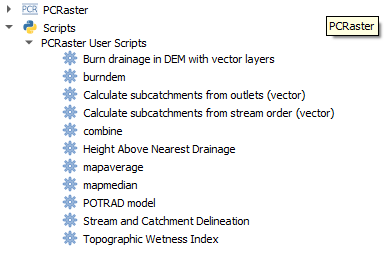 PCRaster
PCRaster
Scripts
PCRaster User Scripts
Burn drainage in DEM with vector layers
burndem
Calculate subcatchments from outlets (vector)
Calculate subcatchments from stream order (vector)
combine
Height Above Nearest Drainage
mapaverage
mapmedian
POTRAD model
Stream and Catchment Delineation
Topographic Wetness Index